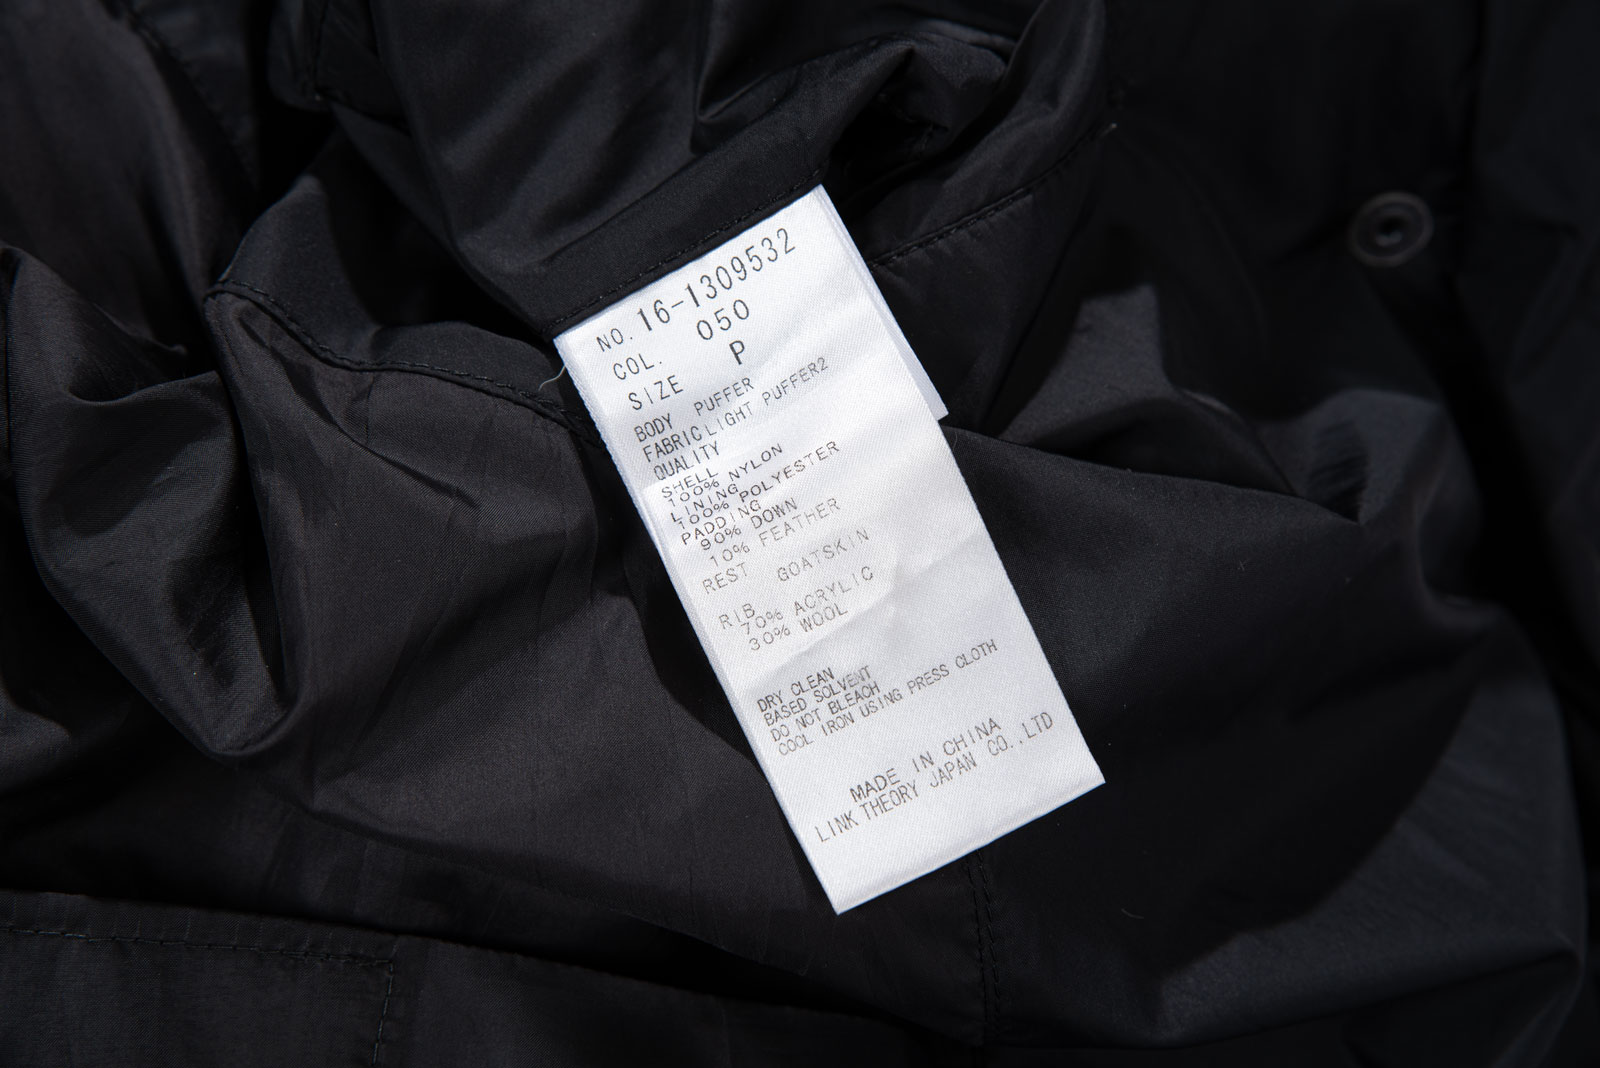 NO. 16-1309532
COL. 050
SIZE P
BODY PUFFER
FABRIC LIGHT PUFFER2
QUALITY
SHELL
100% NYLON
LINING
100% POLYESTER
PADDING
90% DOWN
10% FEATHER
REST GOATSKIN
RIB
70% ACRYLIC
30% WOOL
DRY CLEAN
BASED SOLVENT
DO NOT BLEACH
COOL IRON USING PRESS CLOTH
MADE IN CHINA
LINK THEORY JAPAN CO.,LTD